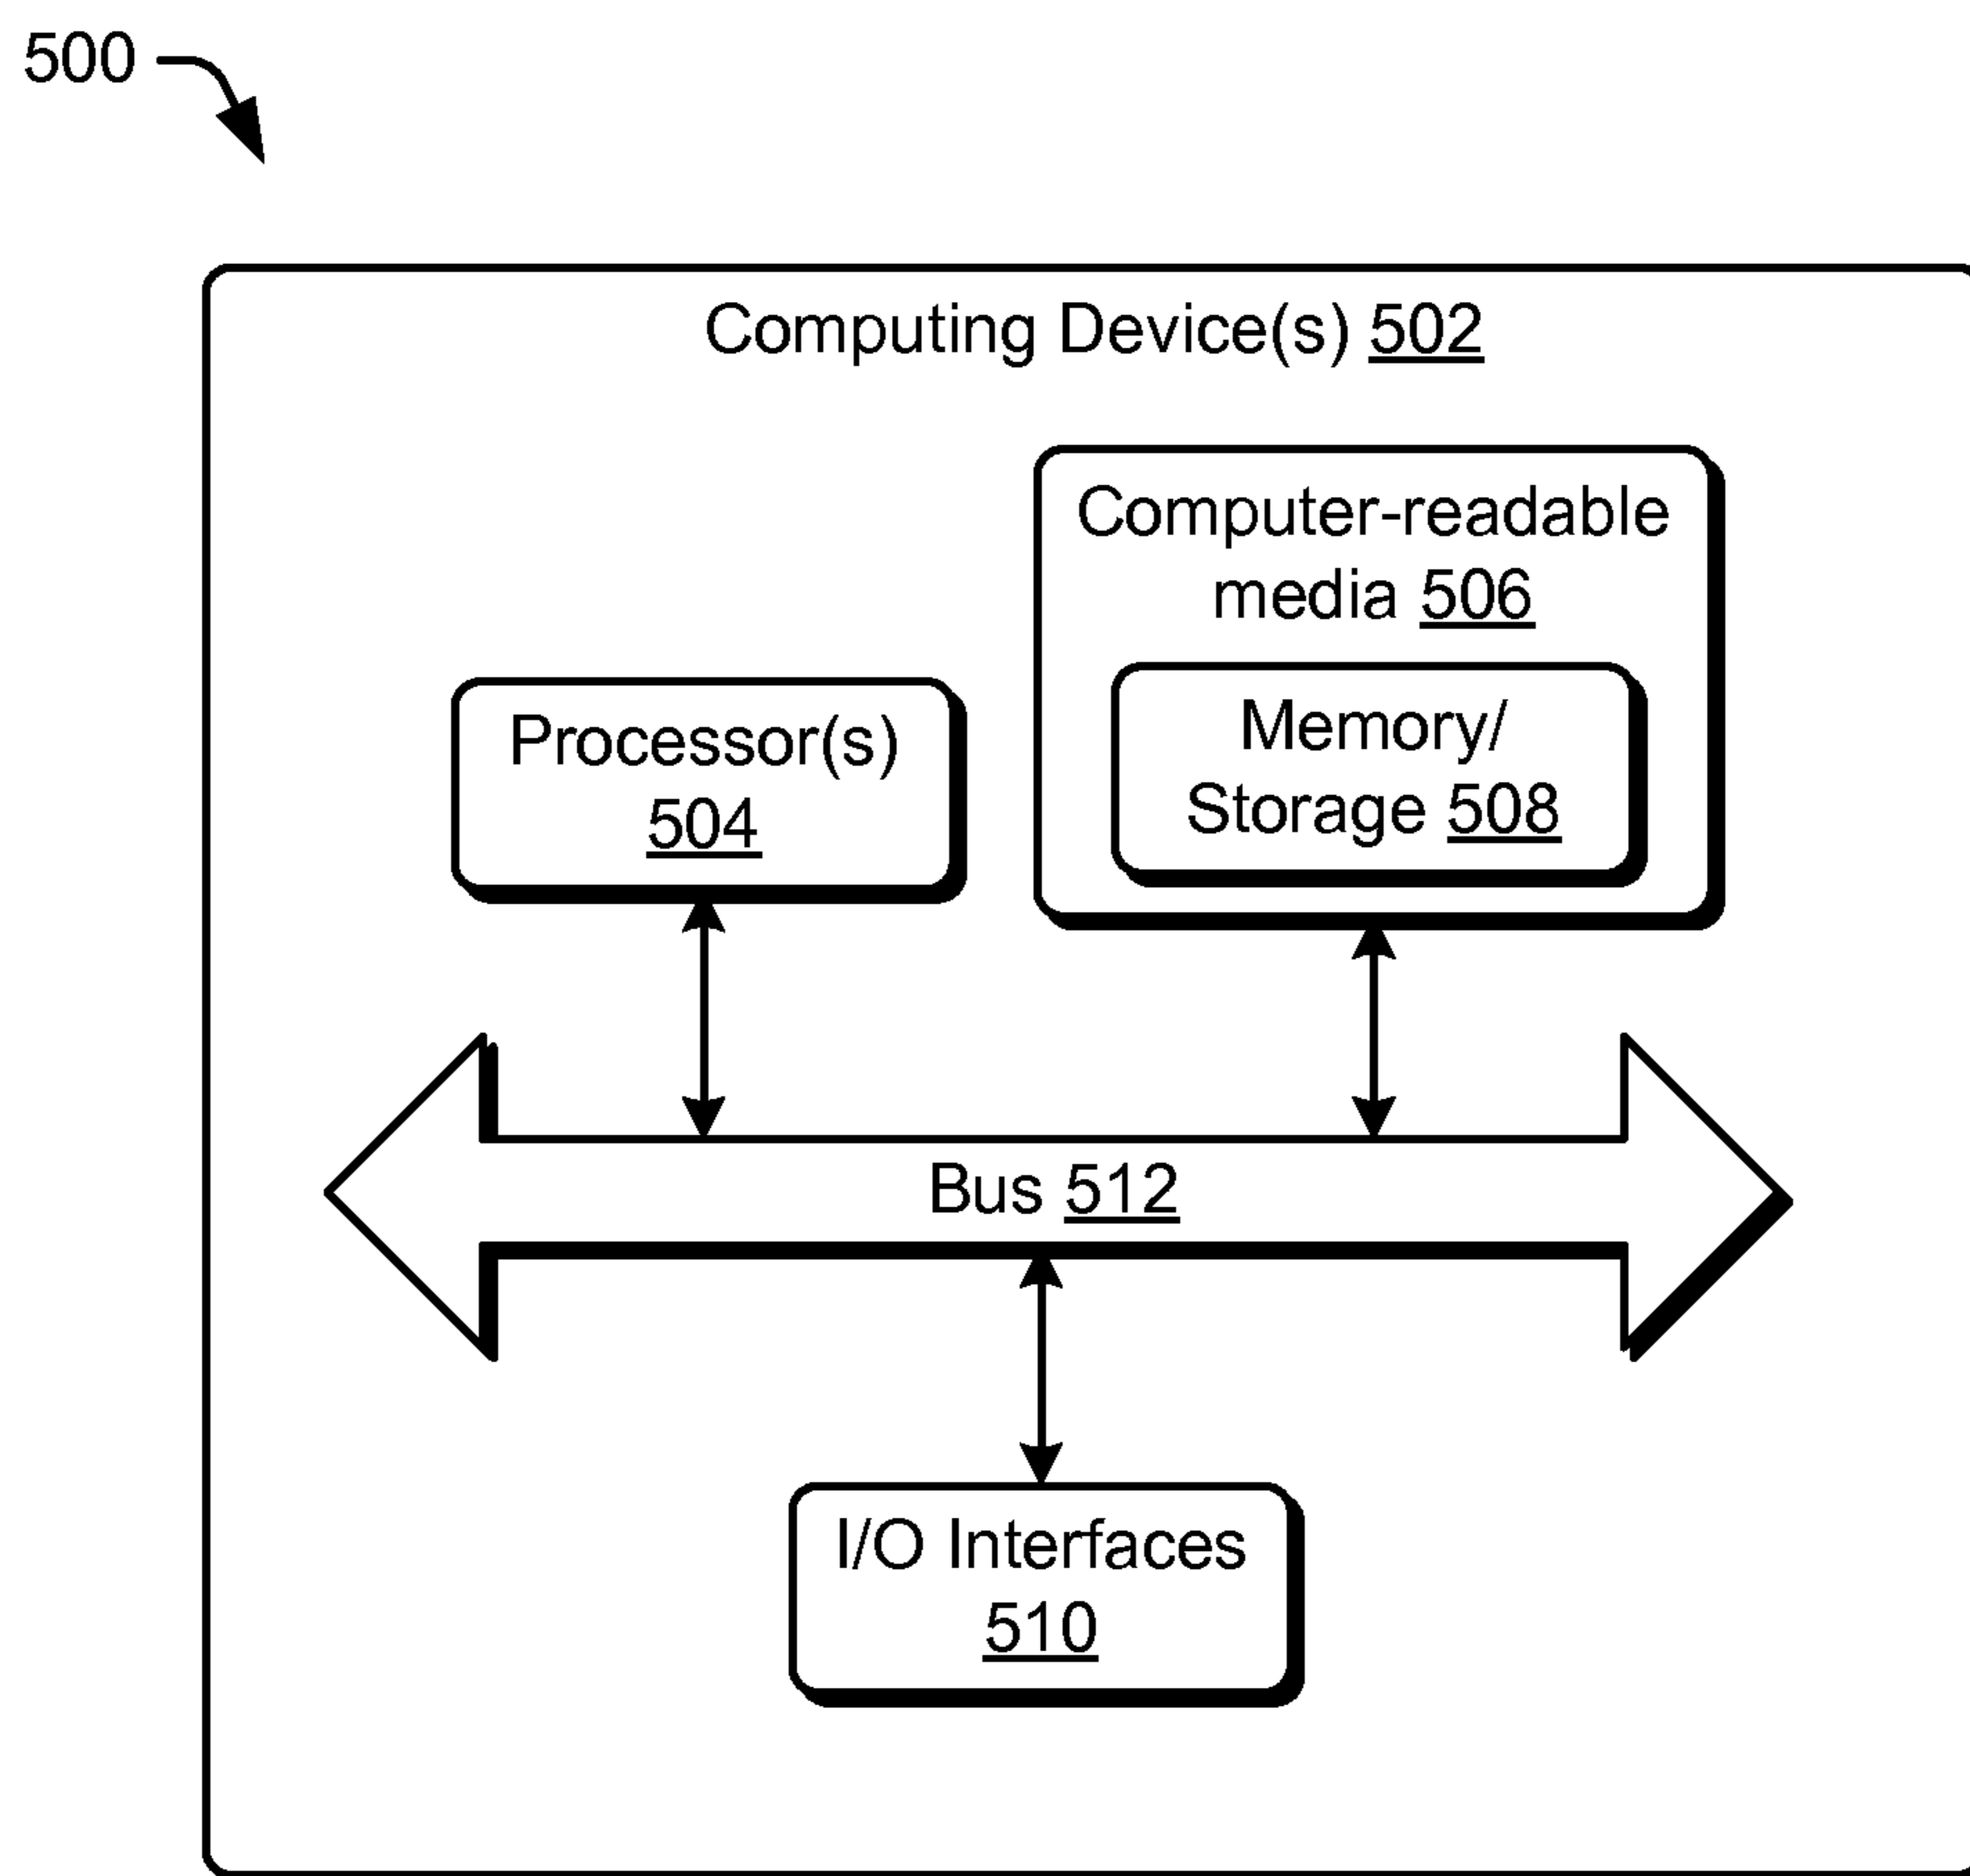 500
Computing Device(s) 502
Computer-readable
media 506
Processor(s)
504
Memory/
Storage 508
Bus 512
I/O Interfaces
510